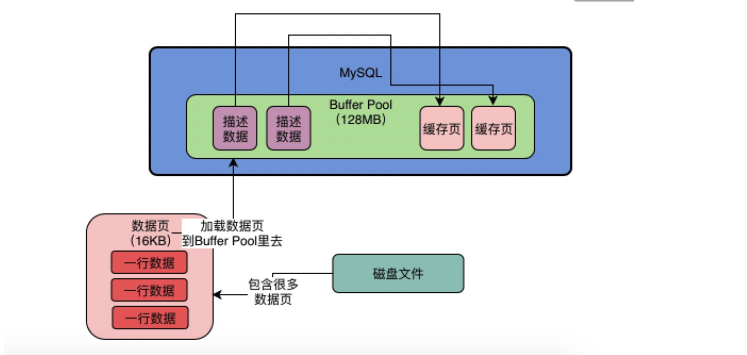 MySQL
Buffer Pool
(128MB)
描述
数据
描述
数据
缓存页
缓存页
数据页
(16KB)
加载数据页
到Buffer Pool里去
一行数据
一行数据
一行数据
包含很多
数据页
磁盘文件